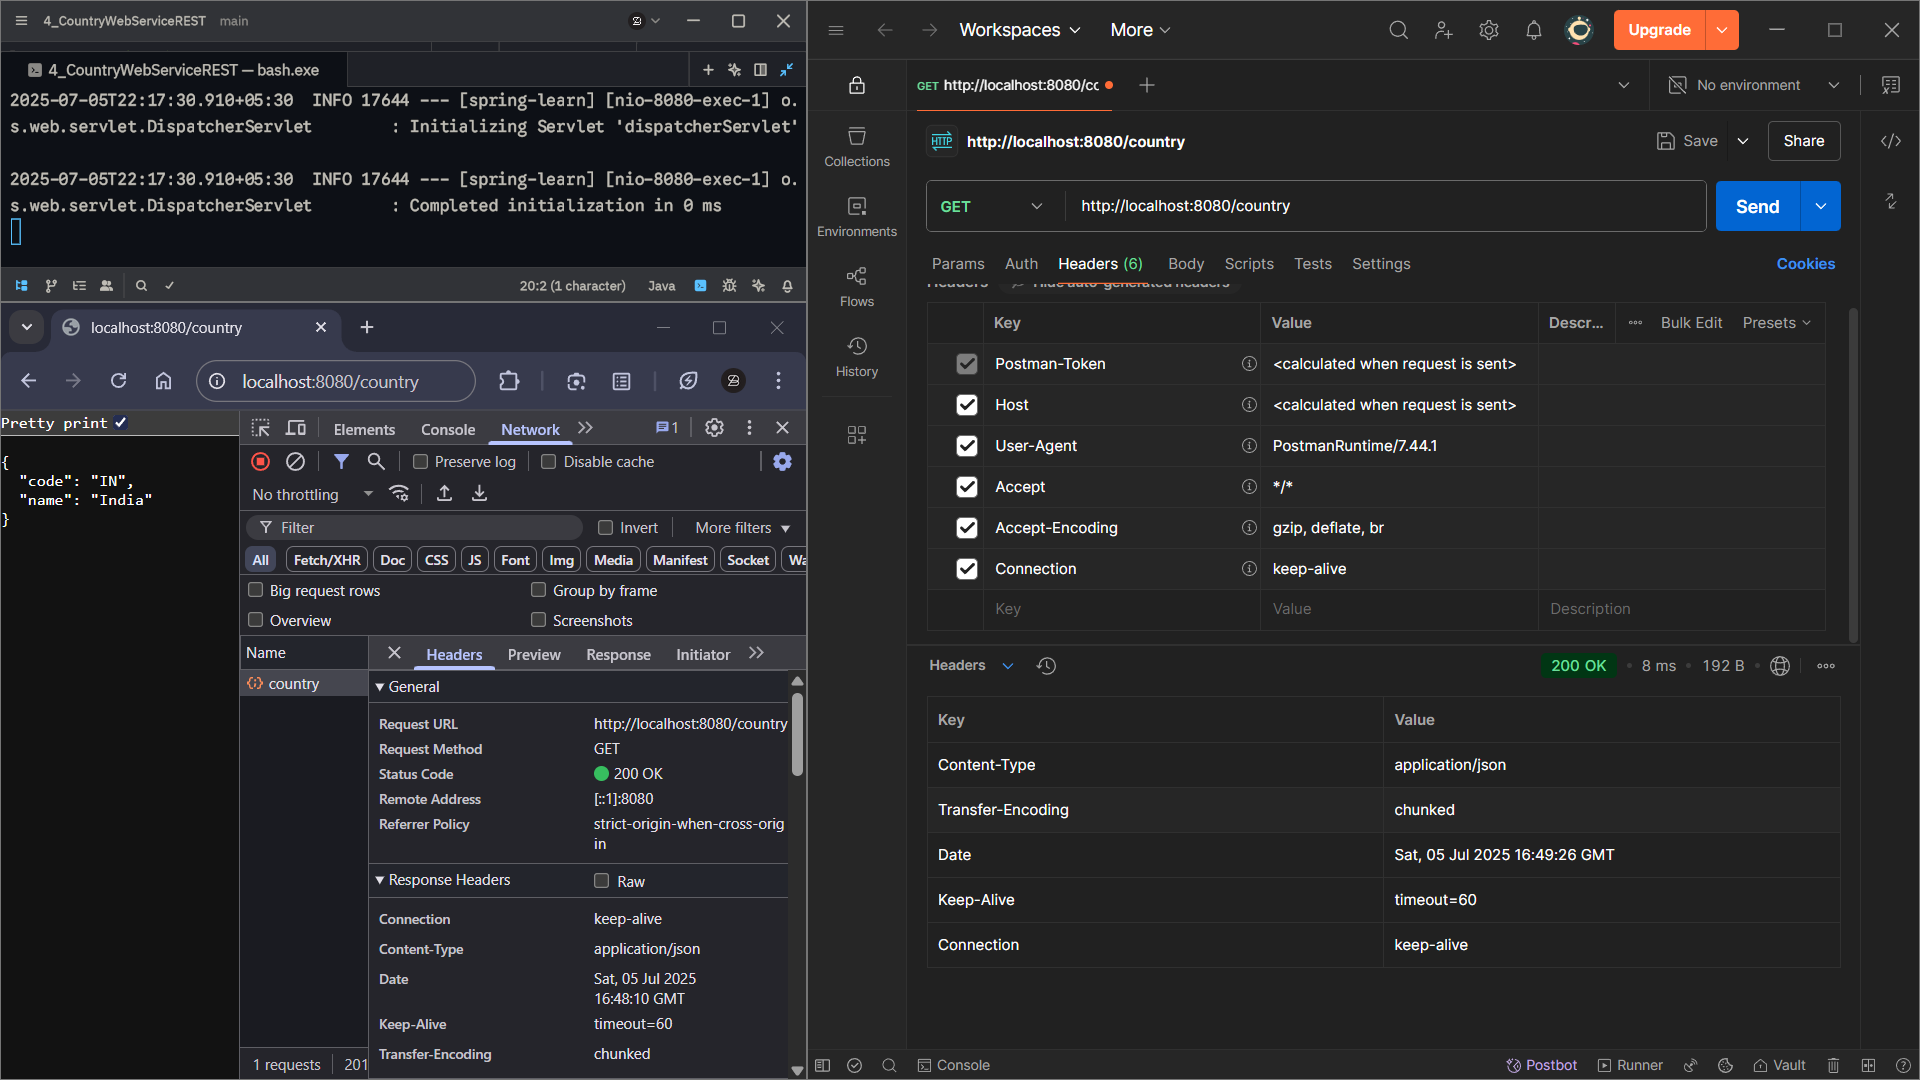 4_CountryWebServiceREST main
4_CountryWebServiceREST — bash.exe
2025-07-05T22:17:30.910+05:30  INFO 17644 --- [spring-learn] [nio-8080-exec-1] o.
s.web.servlet.DispatcherServlet        : Initializing Servlet 'dispatcherServlet'
2025-07-05T22:17:30.910+05:30  INFO 17644 --- [spring-learn] [nio-8080-exec-1] o.
s.web.servlet.DispatcherServlet        : Completed initialization in 0 ms
20:2 (1 character) Java
localhost:8080/country
localhost:8080/country
Pretty print
{
"code": "IN",
"name": "India"
}
Elements Console Network 1
Preserve log Disable cache
No throttling
Filter Invert More filters
All Fetch/XHR Doc CSS JS Font Img Media Manifest Socket Wa
Big request rows Group by frame
Overview Screenshots
Name
country
Headers Preview Response Initiator
General
Request URL http://localhost:8080/country
Request Method GET
Status Code 200 OK
Remote Address [::1]:8080
Referrer Policy strict-origin-when-cross-orig
in
Response Headers Raw
Connection keep-alive
Content-Type application/json
Date Sat, 05 Jul 2025
16:48:10 GMT
Keep-Alive timeout=60
Transfer-Encoding chunked
1 requests 201
Workspaces More Upgrade
GET http://localhost:8080/cc No environment
Collections
Environments
Flows
History
HTTP http://localhost:8080/country Save Share
GET http://localhost:8080/country Send
Params Auth Headers (6) Body Scripts Tests Settings Cookies
Headers Hide auto-generated headers
Key Value Descr... Bulk Edit Presets
Postman-Token <calculated when request is sent>
Host <calculated when request is sent>
User-Agent PostmanRuntime/7.44.1
Accept */*
Accept-Encoding gzip, deflate, br
Connection keep-alive
Key Value Description
Headers 200 OK • 8 ms • 192 B
Key Value
Content-Type application/json
Transfer-Encoding chunked
Date Sat, 05 Jul 2025 16:49:26 GMT
Keep-Alive timeout=60
Connection keep-alive
Console Postbot Runner Vault